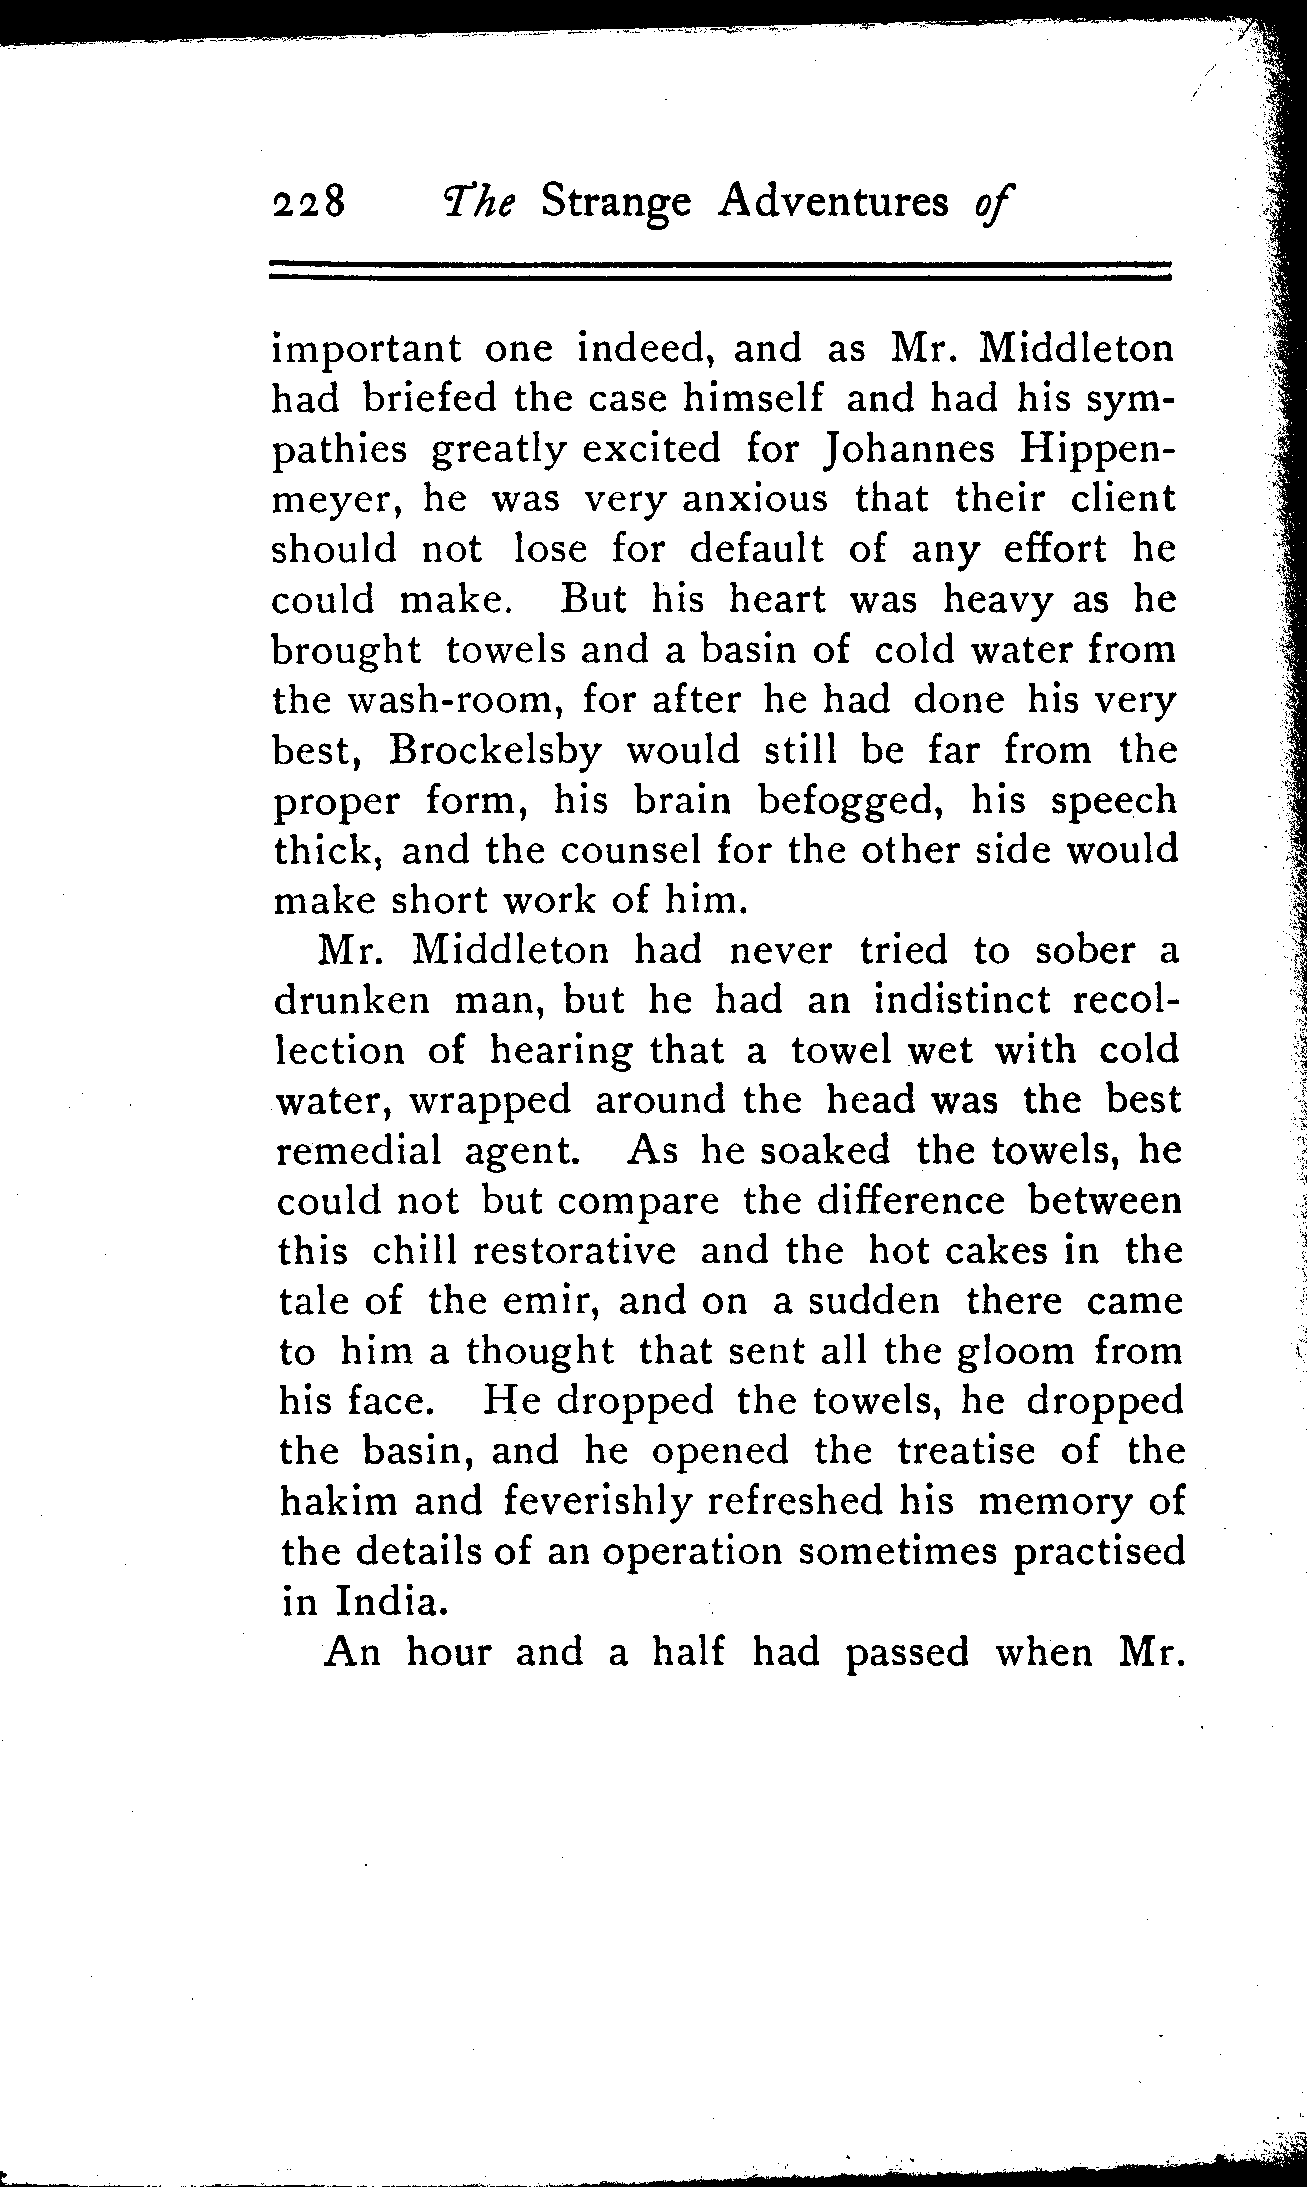 228 The Strange Adventures of
important one indeed, and as Mr. Middleton
had briefed the case himself and had his sym-
pathies greatly excited for Johannes Hippen-
meyer, he was very anxious that their client
should not lose for default of any effort he
could make. But his heart was heavy as he
brought towels and a basin of cold water from
the wash-room, for after he had done his very
best, Brockelsby would still be far from the
proper form, his brain befogged, his speech
thick, and the counsel for the other side would
make short work of him.
Mr. Middleton had never tried to sober a
drunken man, but he had an indistinct recol-
lection of hearing that a towel wet with cold
water, wrapped around the head was the best
remedial agent. As he soaked the towels, he
could not but compare the difference between
this chill restorative and the hot cakes in the
tale of the emir, and on a sudden there came
to him a thought that sent all the gloom from
his face. He dropped the towels, he dropped
the basin, and he opened the treatise of the
hakim and feverishly refreshed his memory of
the details of an operation sometimes practised
in India.
An hour and a half had passed when Mr.